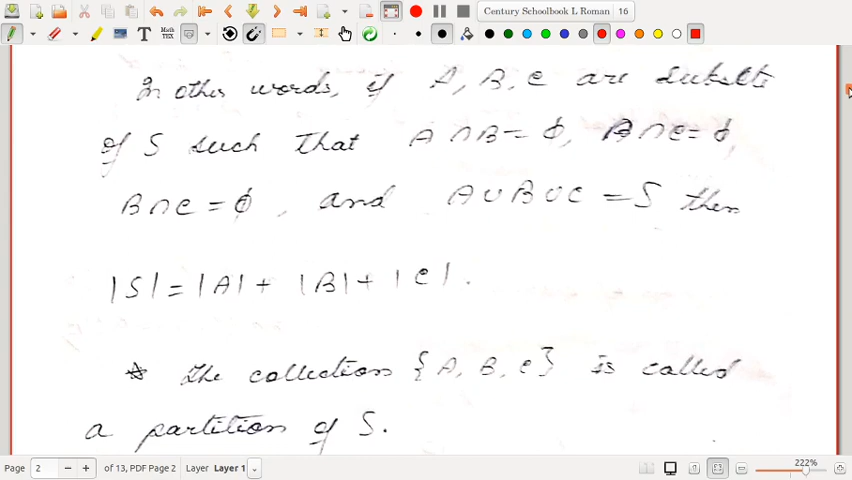 Century Schoolbook L Roman 16
In other words, if A, B, C are subsets
of S such that A ∩ B = ϕ, B ∩ C = ϕ,
B ∩ C = ϕ, and A ∪ B ∪ C = S then
|S| = |A| + |B| + |C|.
* The collection {A, B, C} is called
a partition of S.
Page 2 of 13, PDF Page 2 Layer Layer 1 222%